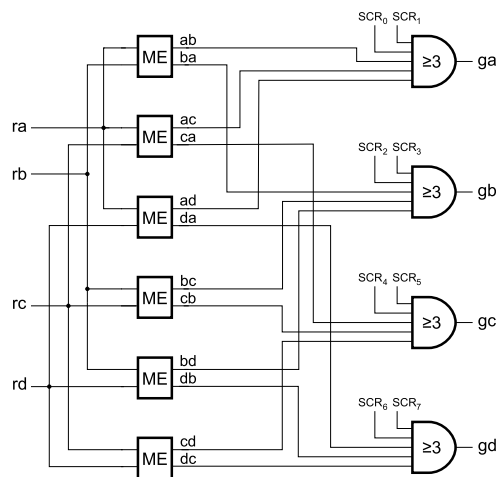 SCR₀ SCR₁
ab
ME
ba
≥3
ga
ra
ac
ME
ca
SCR₂ SCR₃
rb
≥3
gb
ad
ME
da
bc
SCR₄ SCR₅
rc
ME
cb
≥3
gc
bd
rd
ME
db
SCR₆ SCR₇
cd
ME
dc
≥3
gd